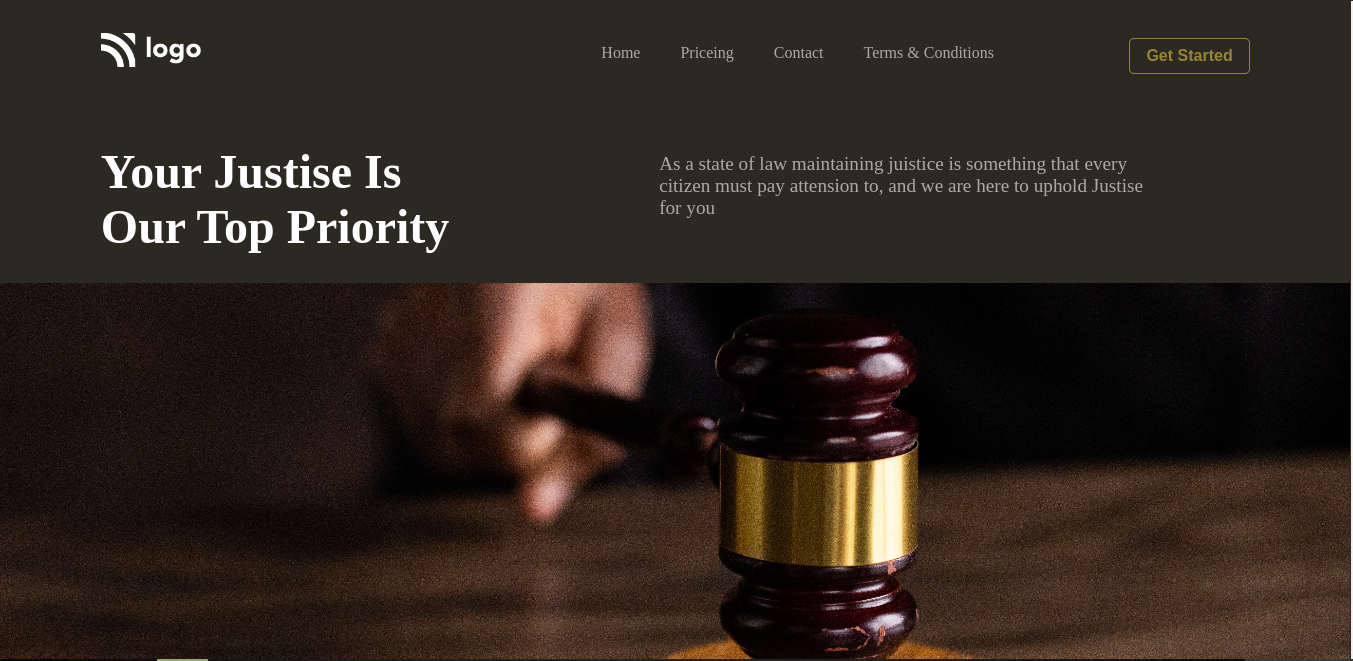 logo
Home Priceing Contact Terms & Conditions Get Started
Your Justise Is
Our Top Priority
As a state of law maintaining juistice is something that every
citizen must pay attension to, and we are here to uphold Justise
for you